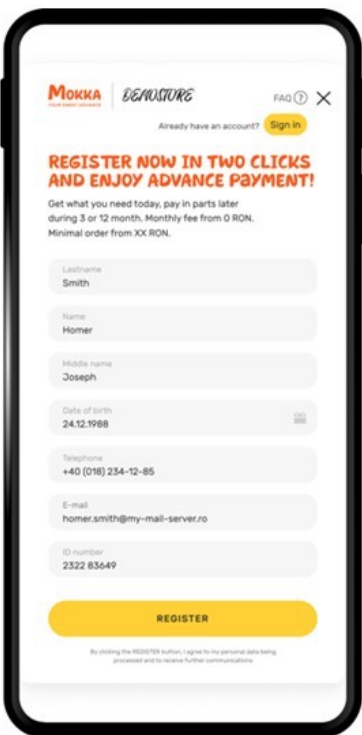 MOKKA
YOUR SWEET ADVANCE
DEMOSTORE
FAQ ?
Already have an account? Sign in
REGISTER NOW IN TWO CLICKS
AND ENJOY ADVANCE PAYMENT!
Get what you need today, pay in parts later
during 3 or 12 month. Monthly fee from 0 RON.
Minimal order from XX RON.
Lastname
Smith
Name
Homer
Middle name
Joseph
Date of birth
24.12.1988
Telephone
+40 (018) 234-12-85
E-mail
homer.smith@my-mail-server.ro
ID number
2322 83649
REGISTER
By clicking the REGISTER button, I agree to my personal data being
processed and to receive further communications